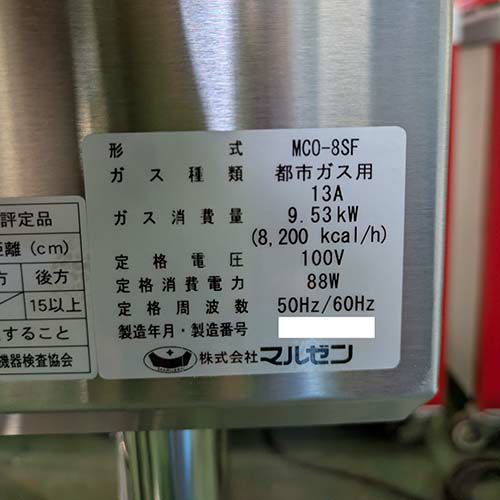 形式 MCO-8SF
ガス種類 都市ガス用
13A
ガス消費量 9.53kW
(8,200 kcal/h)
定格電圧 100V
定格消費電力 88W
定格周波数 50Hz/60Hz
製造年月・製造番号
株式会社マルゼン
評定品
距離(cm)
方 後方
15以上
すること
機器検査協会